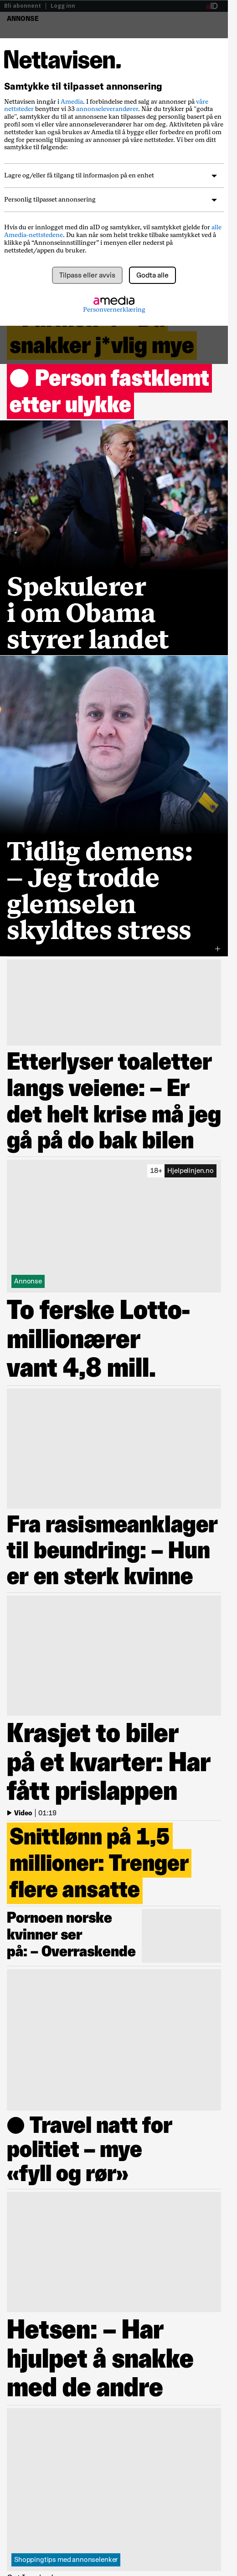 Bli abonnent | Logg inn
ANNONSE
Nettavisen.
Samtykke til tilpasset annonsering
Nettavisen inngår i Amedia. I forbindelse med salg av annonser på våre
nettsteder benytter vi 33 annonseleverandører. Når du trykker på "godta
alle", samtykker du til at annonsene kan tilpasses deg personlig basert på en
profil om deg eller våre annonseleverandører har om deg. Aktiviteten på våre
nettsteder kan også brukes av Amedia til å bygge eller forbedre en profil om
deg for personlig tilpasning av annonser på våre nettsteder. Vi ber om ditt
samtykke til følgende:
Lagre og/eller få tilgang til informasjon på en enhet
Personlig tilpasset annonsering
Hvis du er innlogget med din aID og samtykker, vil samtykket gjelde for alle
Amedia-nettstedene. Du kan når som helst trekke tilbake samtykket ved å
klikke på “Annonseinnstillinger” i menyen eller nederst på
nettstedet/appen du bruker.
Tilpass eller avvis
Godta alle
amedia
Personvernerklæring
snakker j*vlig mye
Person fastklemt
etter ulykke
Spekulerer
i om Obama
styrer landet
Tidlig demens:
– Jeg trodde
glemselen
skyldtes stress
Etterlyser toaletter
langs veiene: – Er
det helt krise må jeg
gå på do bak bilen
18+ Hjelpelinjen.no
Annonse
To ferske Lotto-
millionærer
vant 4,8 mill.
Fra rasismeanklager
til beundring: – Hun
er en sterk kvinne
Krasjet to biler
på et kvarter: Har
fått prislappen
Video | 01:19
Snittlønn på 1,5
millioner: Trenger
flere ansatte
Pornoen norske
kvinner ser
på: – Overraskende
Travel natt for
politiet – mye
«fyll og rør»
Hetsen: – Har
hjulpet å snakke
med de andre
Shoppingtips med annonselenker